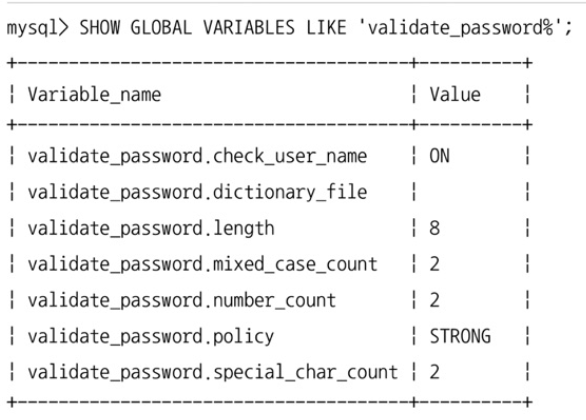 mysql> SHOW GLOBAL VARIABLES LIKE 'validate_password%';
+--------------------------------------+----------+
| Variable_name | Value |
+--------------------------------------+----------+
| validate_password.check_user_name | ON |
| validate_password.dictionary_file | |
| validate_password.length | 8 |
| validate_password.mixed_case_count | 2 |
| validate_password.number_count | 2 |
| validate_password.policy | STRONG |
| validate_password.special_char_count | 2 |
+--------------------------------------+----------+